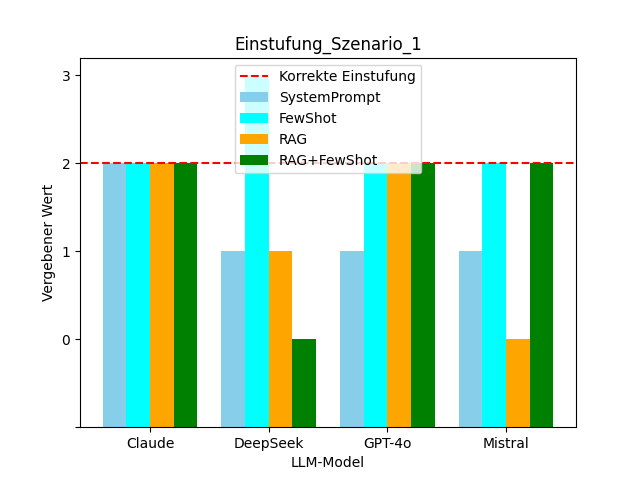 Einstufung_Szenario_1
Korrekte Einstufung
SystemPrompt
FewShot
RAG
RAG+FewShot
3
2
1
0
Vergebener Wert
Claude
DeepSeek
GPT-4o
Mistral
LLM-Model